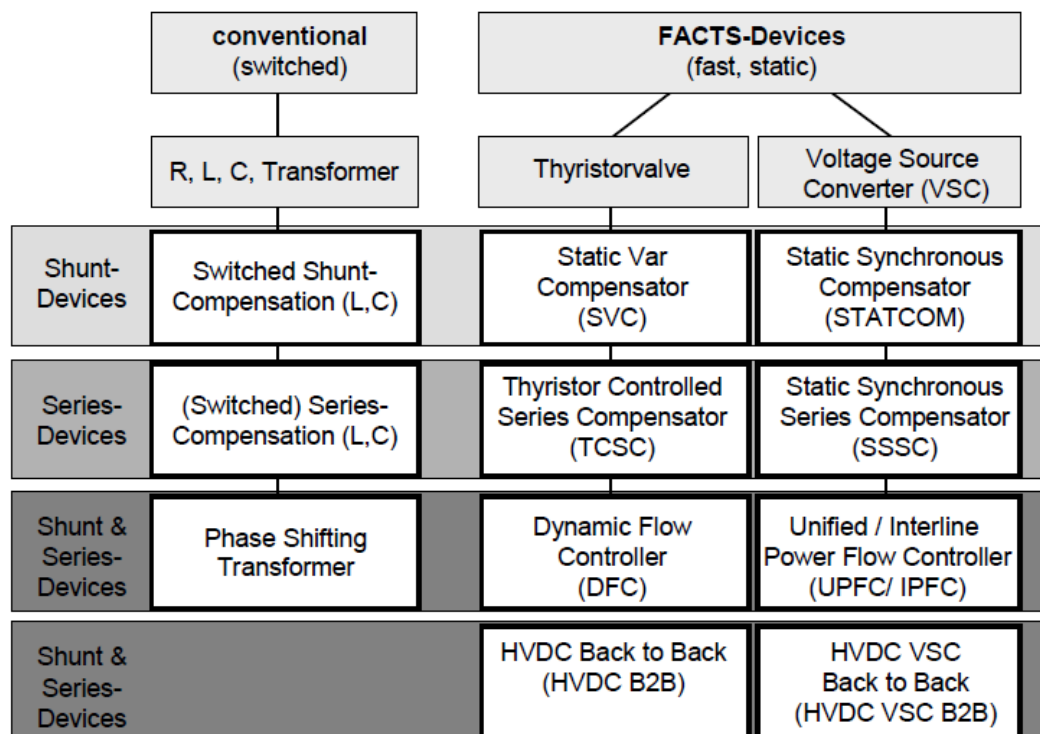 conventional
(switched)
FACTS-Devices
(fast, static)
R, L, C, Transformer
Thyristorvalve
Voltage Source
Converter (VSC)
Shunt-
Devices
Switched Shunt-
Compensation (L,C)
Static Var
Compensator
(SVC)
Static Synchronous
Compensator
(STATCOM)
Series-
Devices
(Switched) Series-
Compensation (L,C)
Thyristor Controlled
Series Compensator
(TCSC)
Static Synchronous
Series Compensator
(SSSC)
Shunt &
Series-
Devices
Phase Shifting
Transformer
Dynamic Flow
Controller
(DFC)
Unified / Interline
Power Flow Controller
(UPFC/ IPFC)
Shunt &
Series-
Devices
HVDC Back to Back
(HVDC B2B)
HVDC VSC
Back to Back
(HVDC VSC B2B)